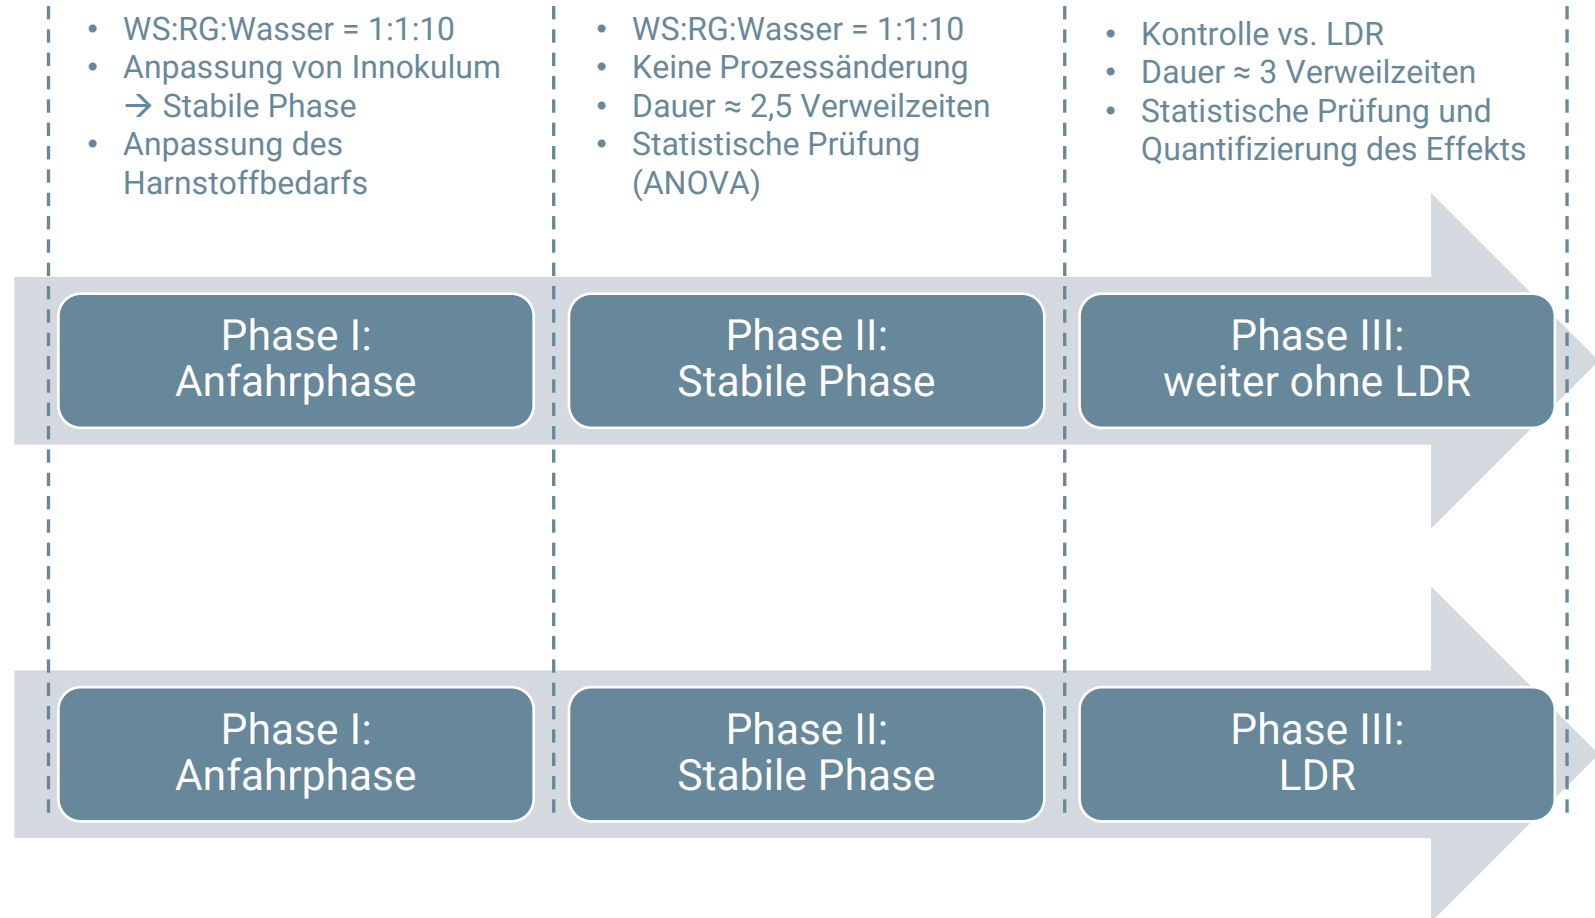 • WS:RG:Wasser = 1:1:10
• Anpassung von Innokulum
→ Stabile Phase
• Anpassung des
Harnstoffbedarfs
• WS:RG:Wasser = 1:1:10
• Keine Prozessänderung
• Dauer ≈ 2,5 Verweilzeiten
• Statistische Prüfung
(ANOVA)
• Kontrolle vs. LDR
• Dauer ≈ 3 Verweilzeiten
• Statistische Prüfung und
Quantifizierung des Effekts
Phase I:
Anfahrphase
Phase II:
Stabile Phase
Phase III:
weiter ohne LDR
Phase I:
Anfahrphase
Phase II:
Stabile Phase
Phase III:
LDR